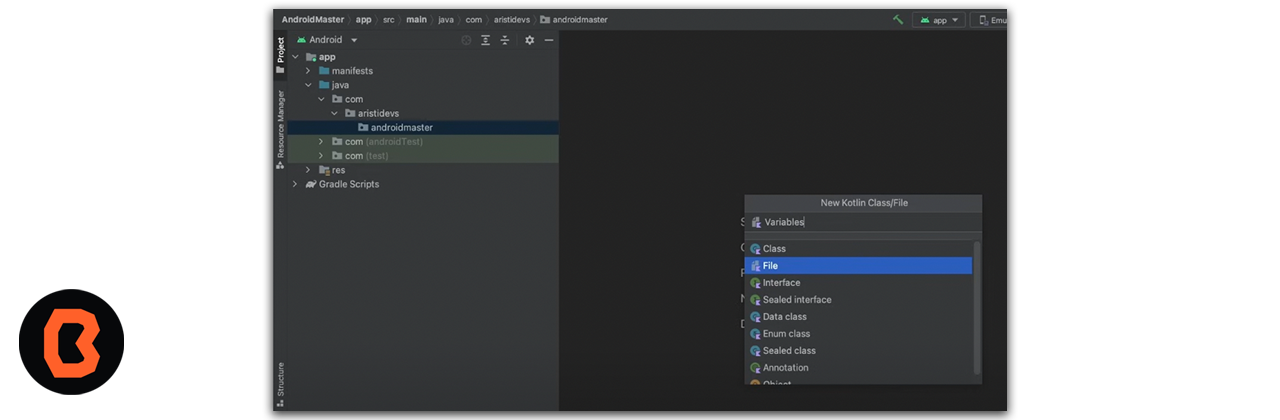 AndroidMaster app src main java com aristidevs androidmaster
app
Emu
Project
Android
app
manifests
java
com
aristidevs
androidmaster
com (androidTest)
com (test)
res
Gradle Scripts
Resource Manager
Structure
New Kotlin Class/File
Variables
Class
File
Interface
Sealed interface
Data class
Enum class
Sealed class
Annotation
Object